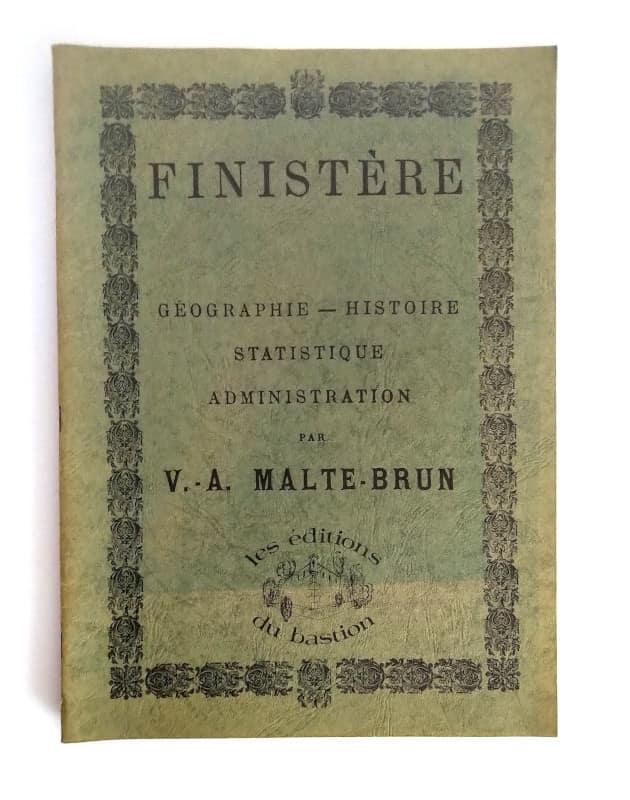 FINISTÈRE
GÉOGRAPHIE — HISTOIRE
STATISTIQUE
ADMINISTRATION
PAR
V.-A. MALTE-BRUN
les éditions
du bastion